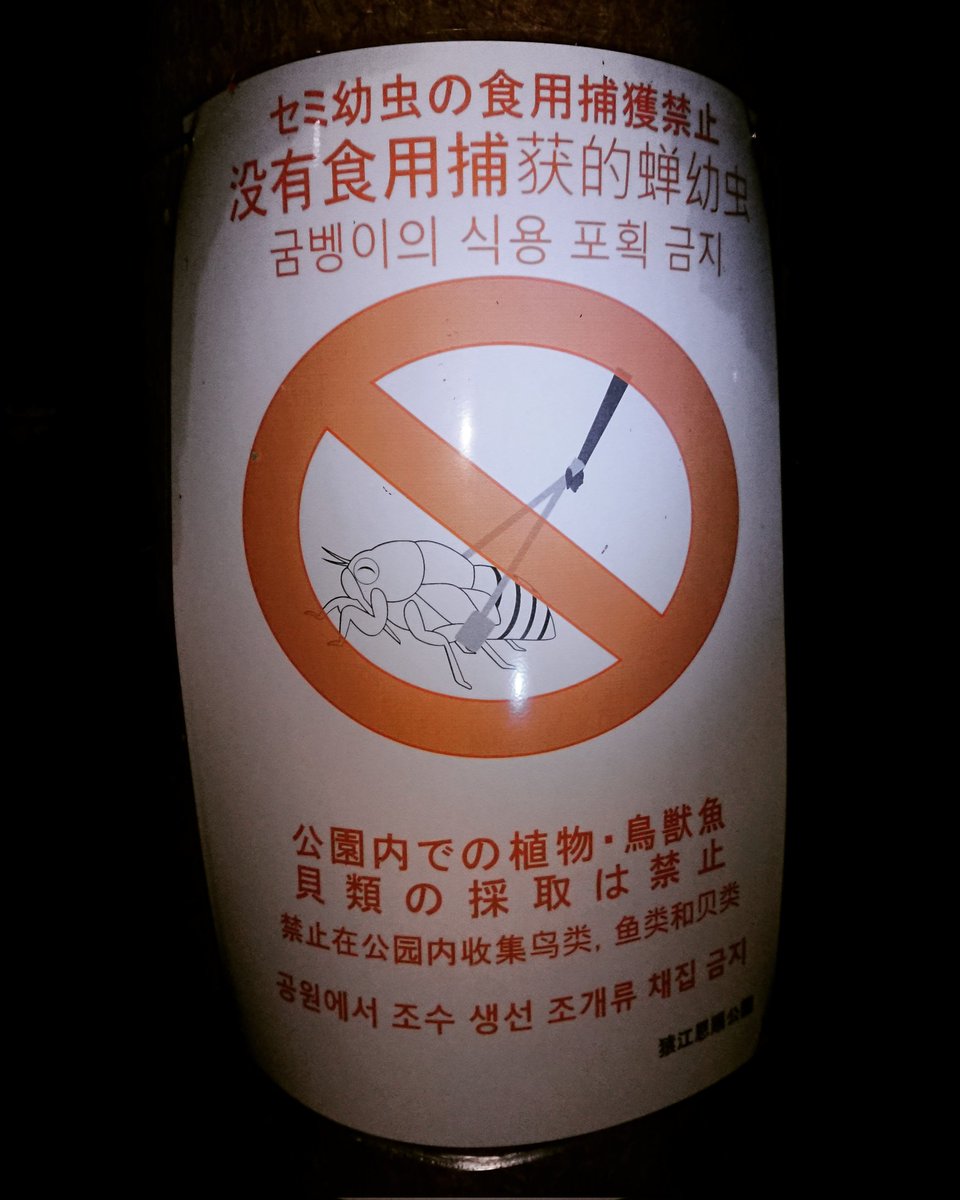 セミ幼虫の食用捕獲禁止
没有食用捕获的蝉幼虫
굼벵이의 식용 포획 금지
公園内での植物・鳥獣魚
貝類の採取は禁止
禁止在公园内收集鸟类, 鱼类和贝类
공원에서 조수 생선 조개류 채집 금지
猿江恩賜公園